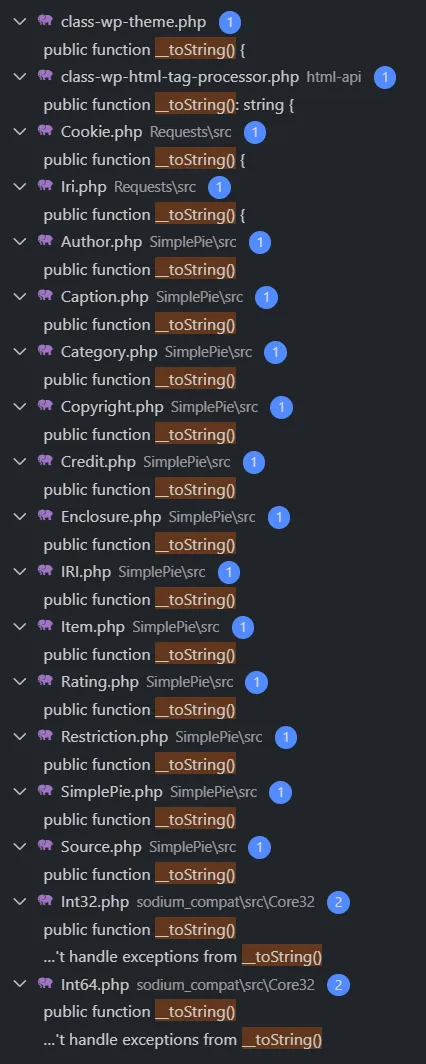 class-wp-theme.php 1
public function __toString() {
class-wp-html-tag-processor.php html-api 1
public function __toString(): string {
Cookie.php Requests\src 1
public function __toString() {
Iri.php Requests\src 1
public function __toString() {
Author.php SimplePie\src 1
public function __toString()
Caption.php SimplePie\src 1
public function __toString()
Category.php SimplePie\src 1
public function __toString()
Copyright.php SimplePie\src 1
public function __toString()
Credit.php SimplePie\src 1
public function __toString()
Enclosure.php SimplePie\src 1
public function __toString()
IRI.php SimplePie\src 1
public function __toString()
Item.php SimplePie\src 1
public function __toString()
Rating.php SimplePie\src 1
public function __toString()
Restriction.php SimplePie\src 1
public function __toString()
SimplePie.php SimplePie\src 1
public function __toString()
Source.php SimplePie\src 1
public function __toString()
Int32.php sodium_compat\src\Core32 2
public function __toString()
...'t handle exceptions from __toString()
Int64.php sodium_compat\src\Core32 2
public function __toString()
...'t handle exceptions from __toString()